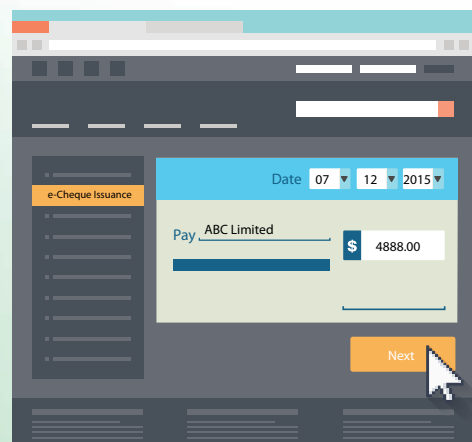 Date 07 12 2015
e-Cheque Issuance
Pay ABC Limited
$ 4888.00
Next